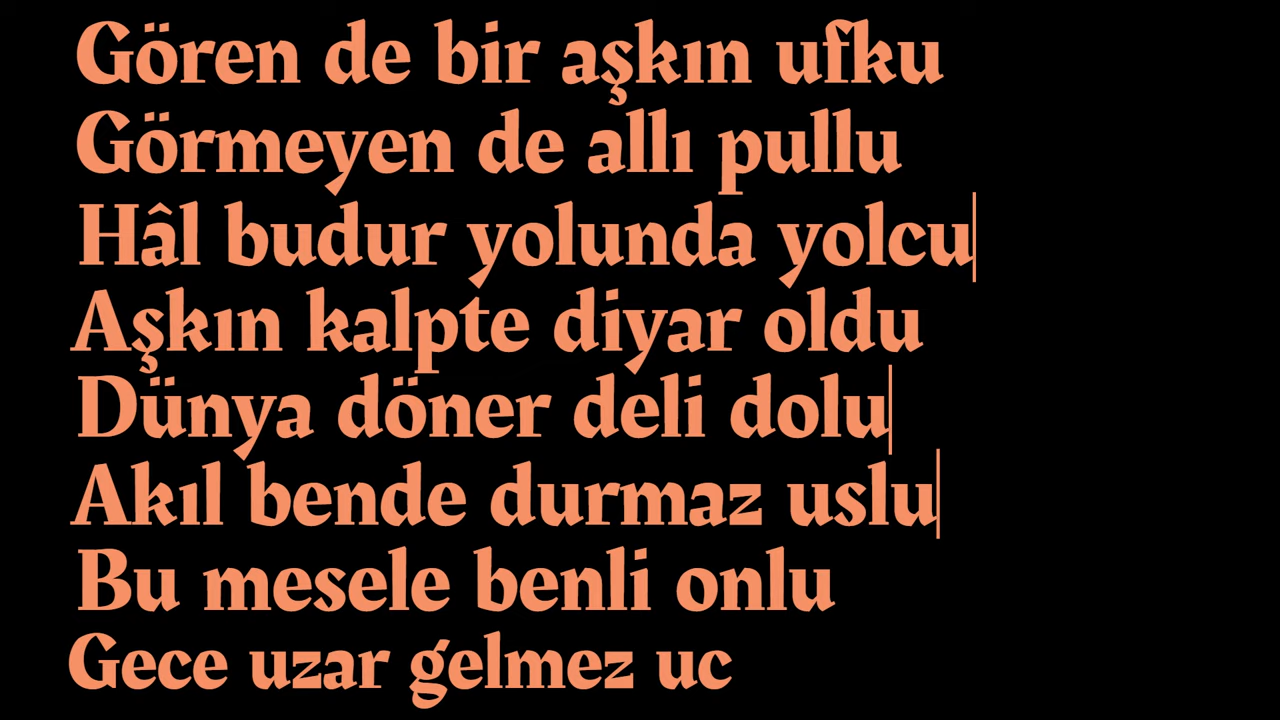 Gören de bir aşkın ufku
Görmeyen de allı pullu
Hâl budur yolunda yolcu
Aşkın kalpte diyar oldu
Dünya döner deli dolu
Akıl bende durmaz uslu
Bu mesele benli onlu
Gece uzar gelmez uc